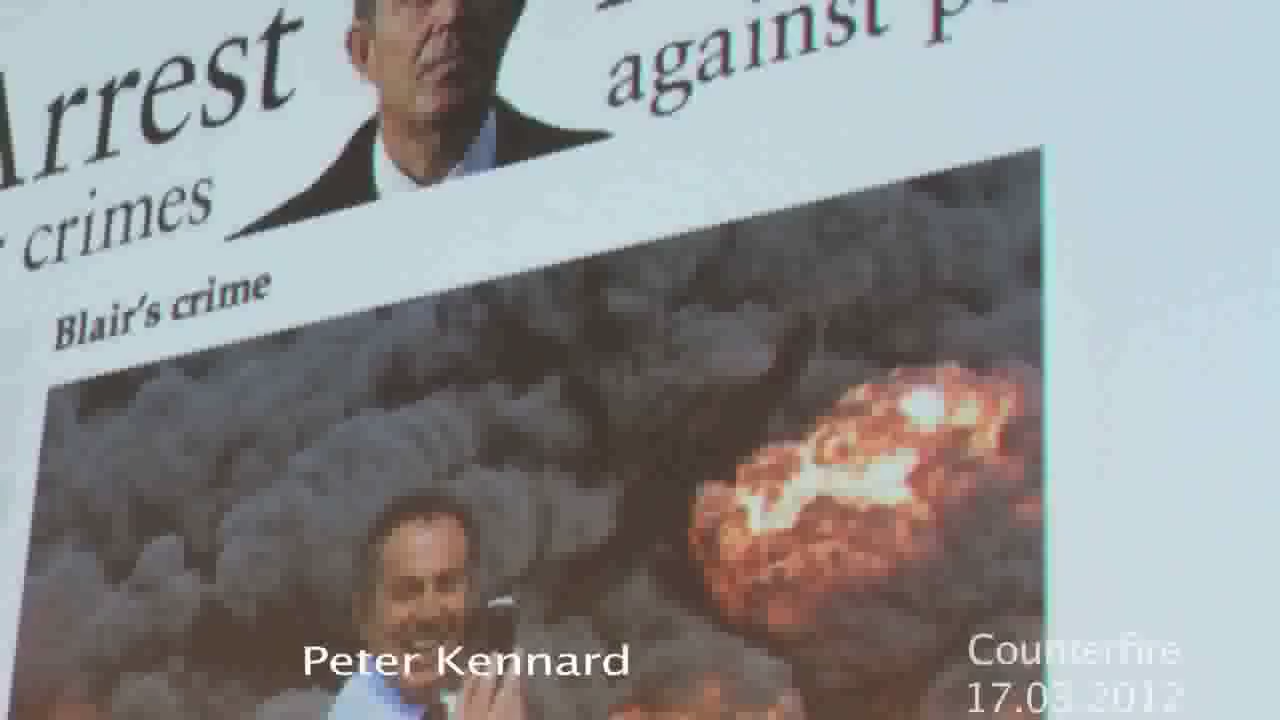 Arrest
against
crimes
Blair's crime
Peter Kennard
Counterfire
17.03.2012